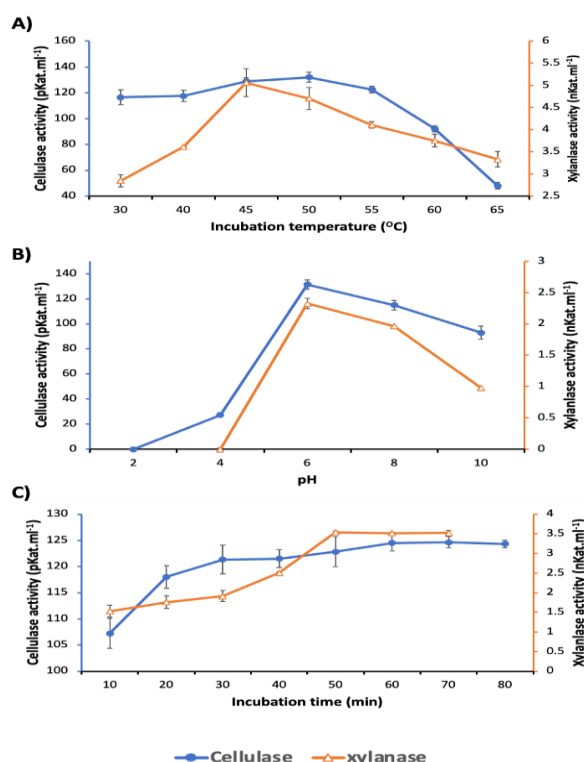 A)
Cellulase activity (pKat.ml-1)
160
140
120
100
80
60
40
6
5.5
5
4.5
4
3.5
3
2.5
Xylanlase activity (nKat.ml-1)
30 40 45 50 55 60 65
Incubation temperature (OC)
B)
Cellulase activity (pKat.ml-1)
140
120
100
80
60
40
20
0
3
2.5
2
1.5
1
0.5
0
Xylanlase activity (nKat.ml-1)
2 4 6 8 10
pH
C)
Cellulase activity (pKat.ml-1)
130
125
120
115
110
105
100
4
3.5
3
2.5
2
1.5
1
0.5
0
Xylanlase activity (nKat.ml-1)
10 20 30 40 50 60 70 80
Incubation time (min)
Cellulase xylanase